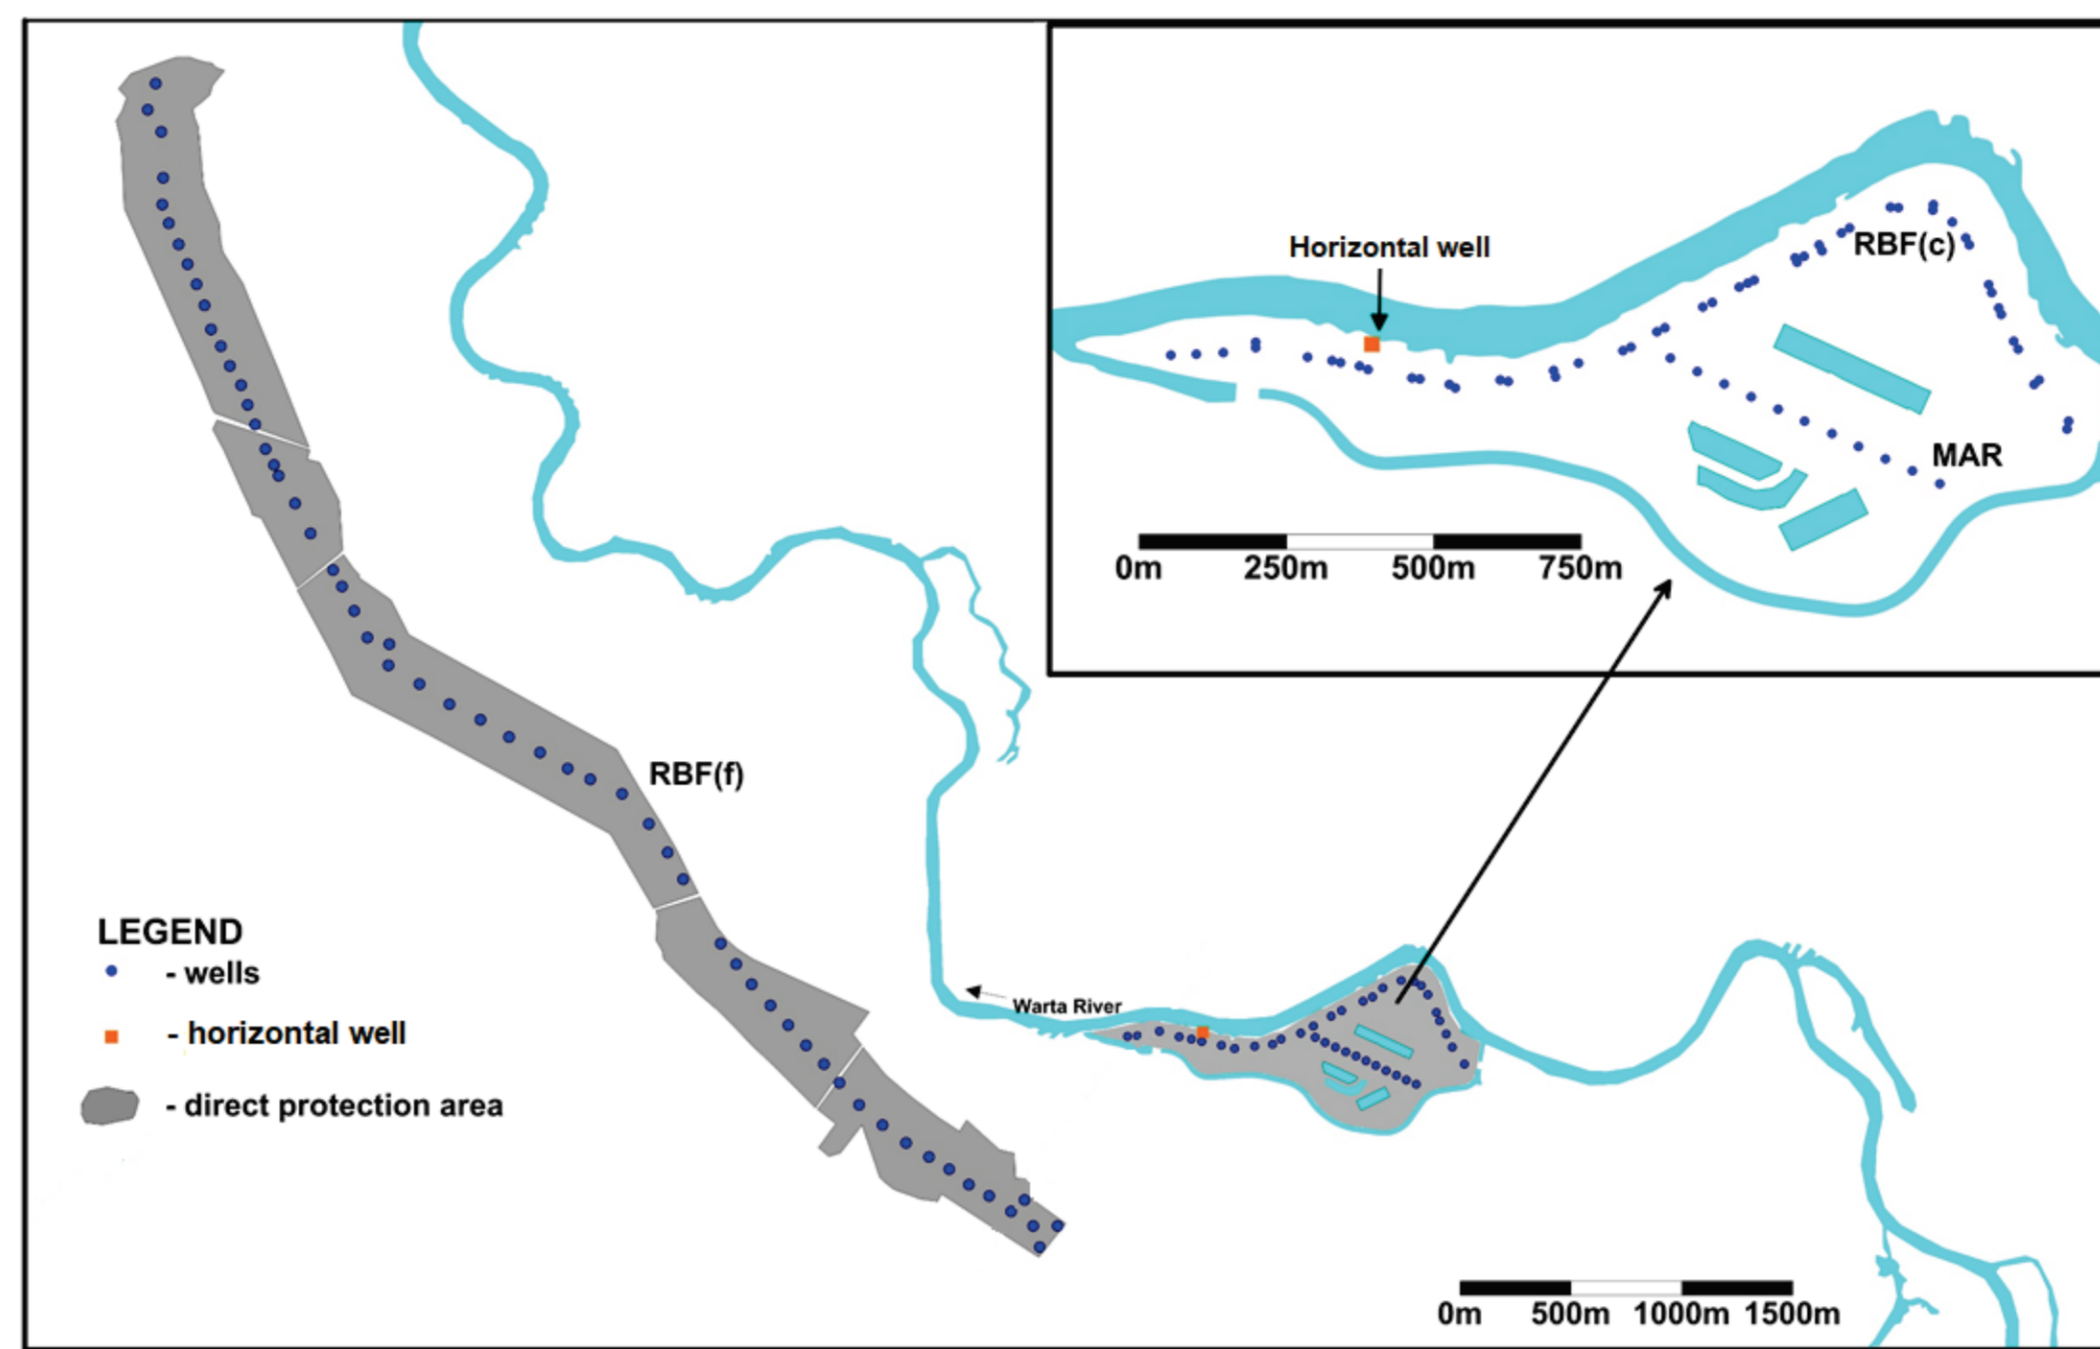 Horizontal well
RBF(c)
MAR
0m 250m 500m 750m
RBF(f)
LEGEND
- wells
- horizontal well
- direct protection area
Warta River
0m 500m 1000m 1500m